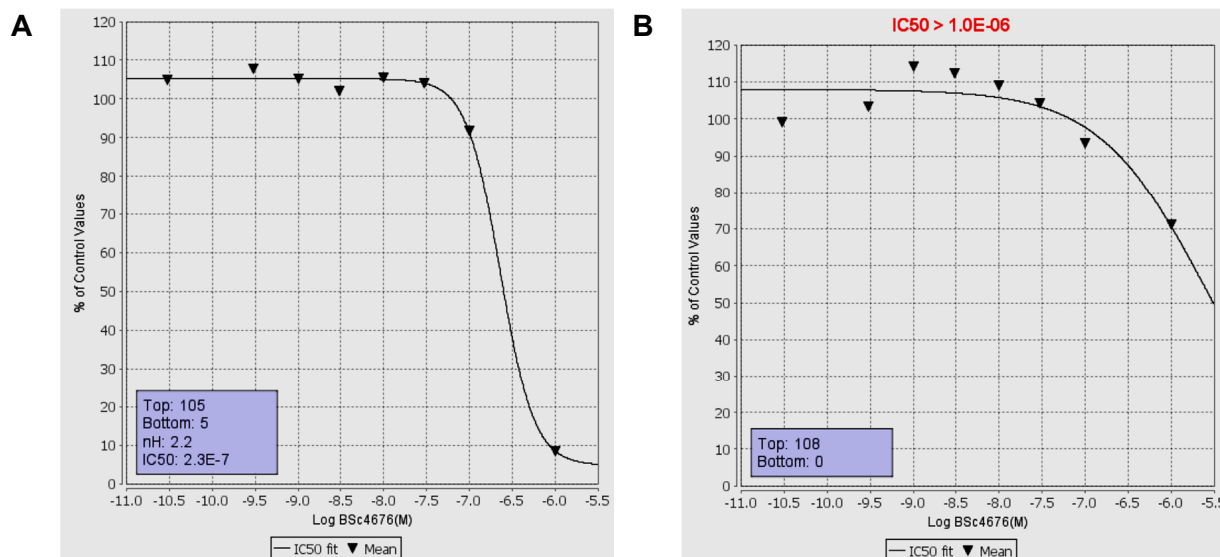 A
120
110
100
90
80
70
60
50
40
30
20
10
0
% of Control Values
Top: 105
Bottom: 5
nH: 2.2
IC50: 2.3E-7
-11.0 -10.5 -10.0 -9.5 -9.0 -8.5 -8.0 -7.5 -7.0 -6.5 -6.0 -5.5
Log BSc4676(M)
IC50 fit Mean
B
IC50 > 1.0E-06
120
110
100
90
80
70
60
50
40
30
20
10
0
% of Control Values
Top: 108
Bottom: 0
-11.0 -10.5 -10.0 -9.5 -9.0 -8.5 -8.0 -7.5 -7.0 -6.5 -6.0 -5.5
Log BSc4676(M)
IC50 fit Mean